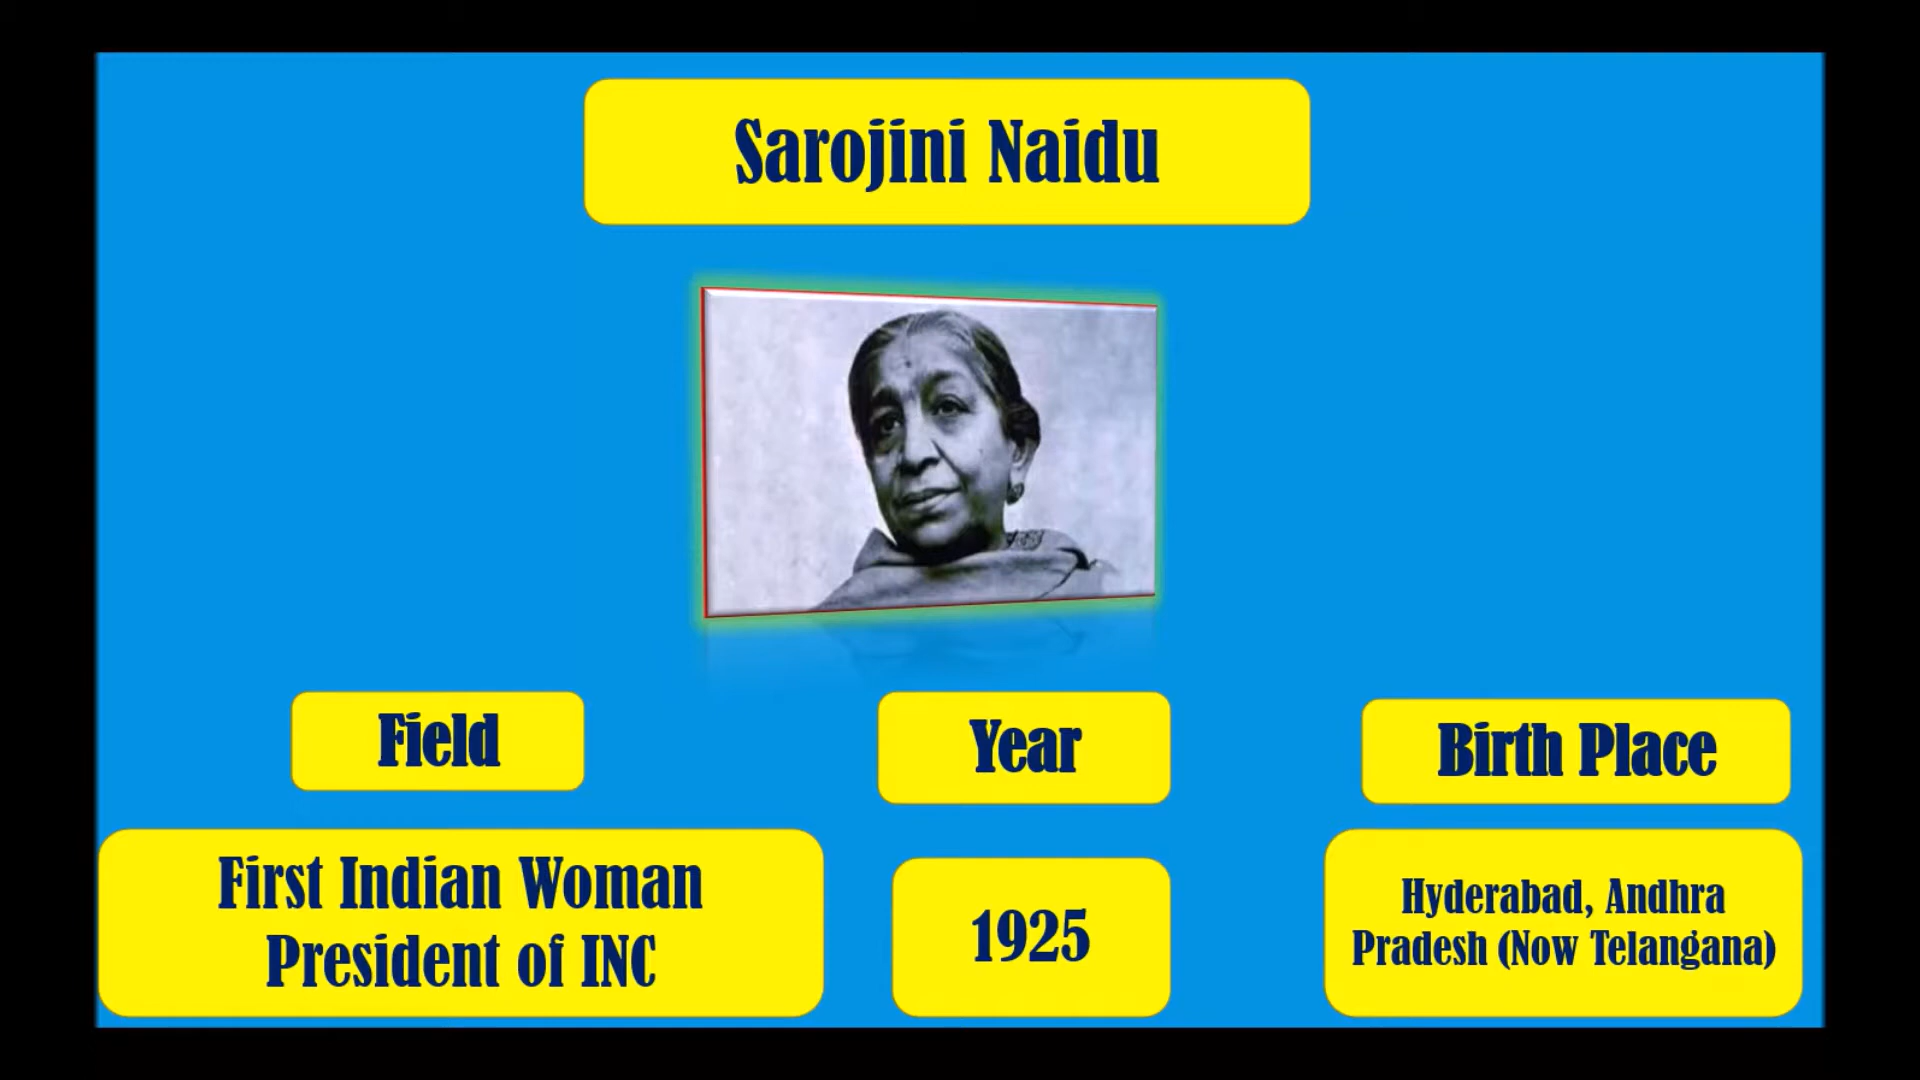 Sarojini Naidu
Field
Year
Birth Place
First Indian Woman
President of INC
1925
Hyderabad, Andhra
Pradesh (Now Telangana)